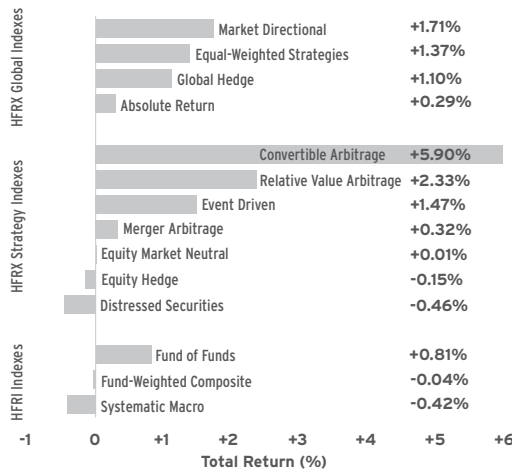 HFRX Global Indexes
Market Directional +1.71%
Equal-Weighted Strategies +1.37%
Global Hedge +1.10%
Absolute Return +0.29%
HFRX Strategy Indexes
Convertible Arbitrage +5.90%
Relative Value Arbitrage +2.33%
Event Driven +1.47%
Merger Arbitrage +0.32%
Equity Market Neutral +0.01%
Equity Hedge -0.15%
Distressed Securities -0.46%
HFRI Indexes
Fund of Funds +0.81%
Fund-Weighted Composite -0.04%
Systematic Macro -0.42%
-1 0 +1 +2 +3 +4 +5 +6
Total Return (%)